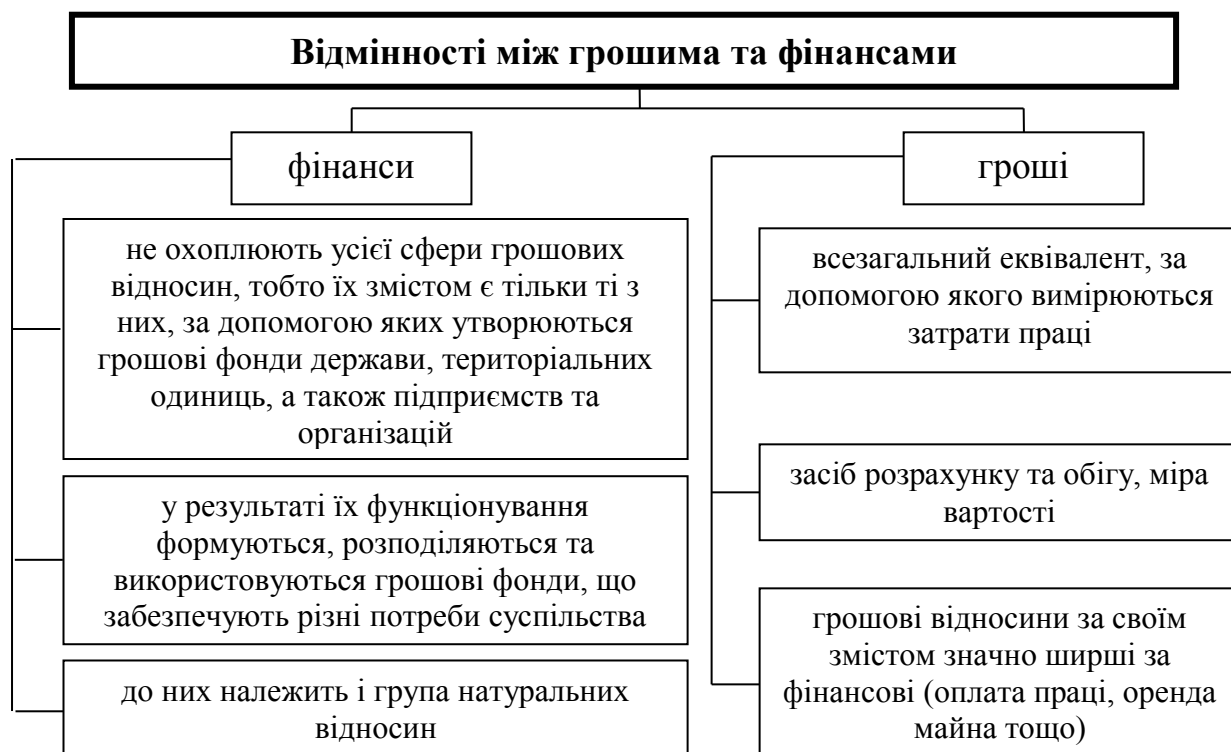 Відмінності між грошима та фінансами
фінанси
не охоплюють усієї сфери грошових
відносин, тобто їх змістом є тільки ті з
них, за допомогою яких утворюються
грошові фонди держави, територіальних
одиниць, а також підприємств та
організацій
у результаті їх функціонування
формуються, розподіляються та
використовуються грошові фонди, що
забезпечують різні потреби суспільства
до них належить і група натуральних
відносин
гроші
всезагальний еквівалент, за
допомогою якого вимірюються
затрати праці
засіб розрахунку та обігу, міра
вартості
грошові відносини за своїм
змістом значно ширші за
фінансові (оплата праці, оренда
майна тощо)